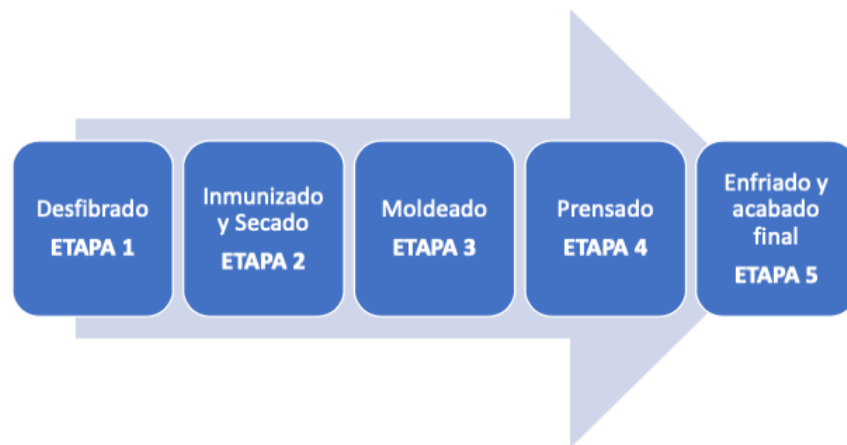 Desfibrado
ETAPA 1
Inmunizado
y Secado
ETAPA 2
Moldeado
ETAPA 3
Prensado
ETAPA 4
Enfriado y
acabado
final
ETAPA 5